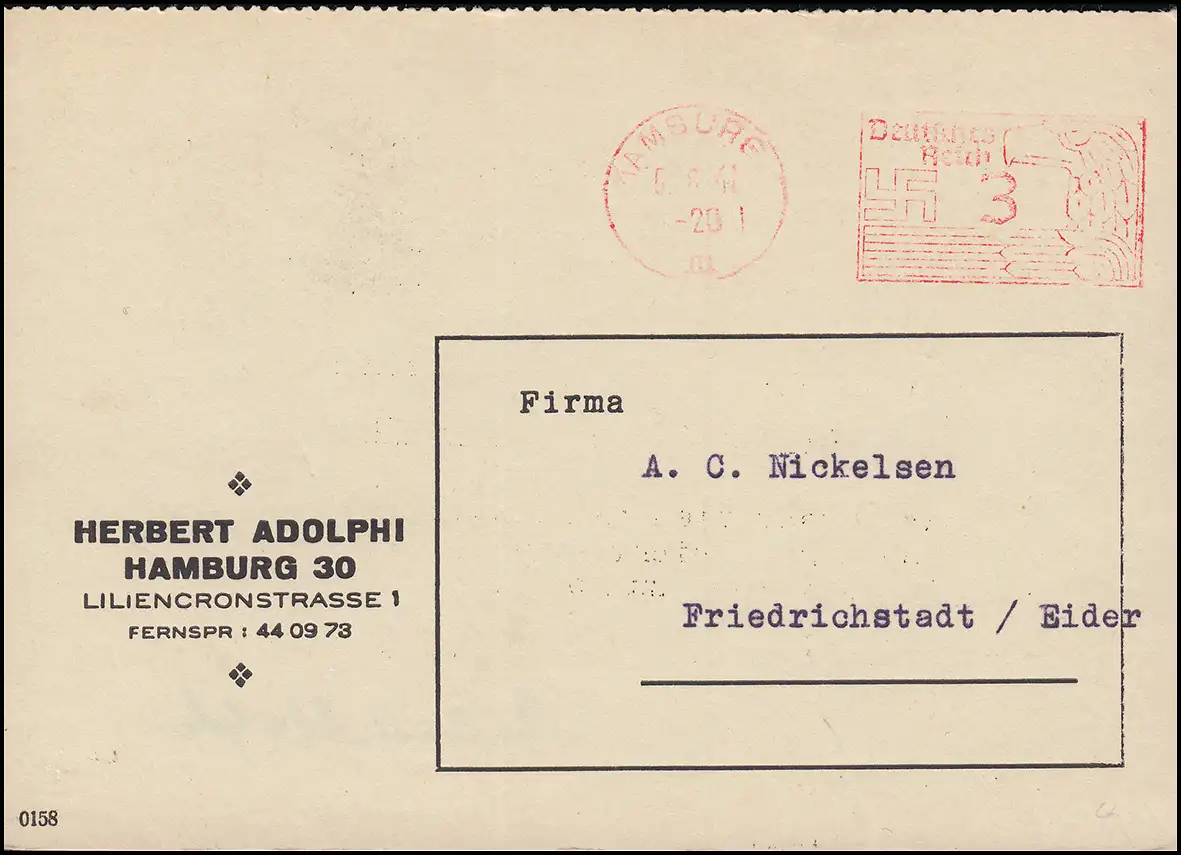 HAMBURG
-20
m
Deutsches
Reich
3
Firma
A. C. Nickelsen
Friedrichstadt / Eider
HERBERT ADOLPHI
HAMBURG 30
LILIENCRONSTRASSE 1
FERNSPR : 44 09 73
0158